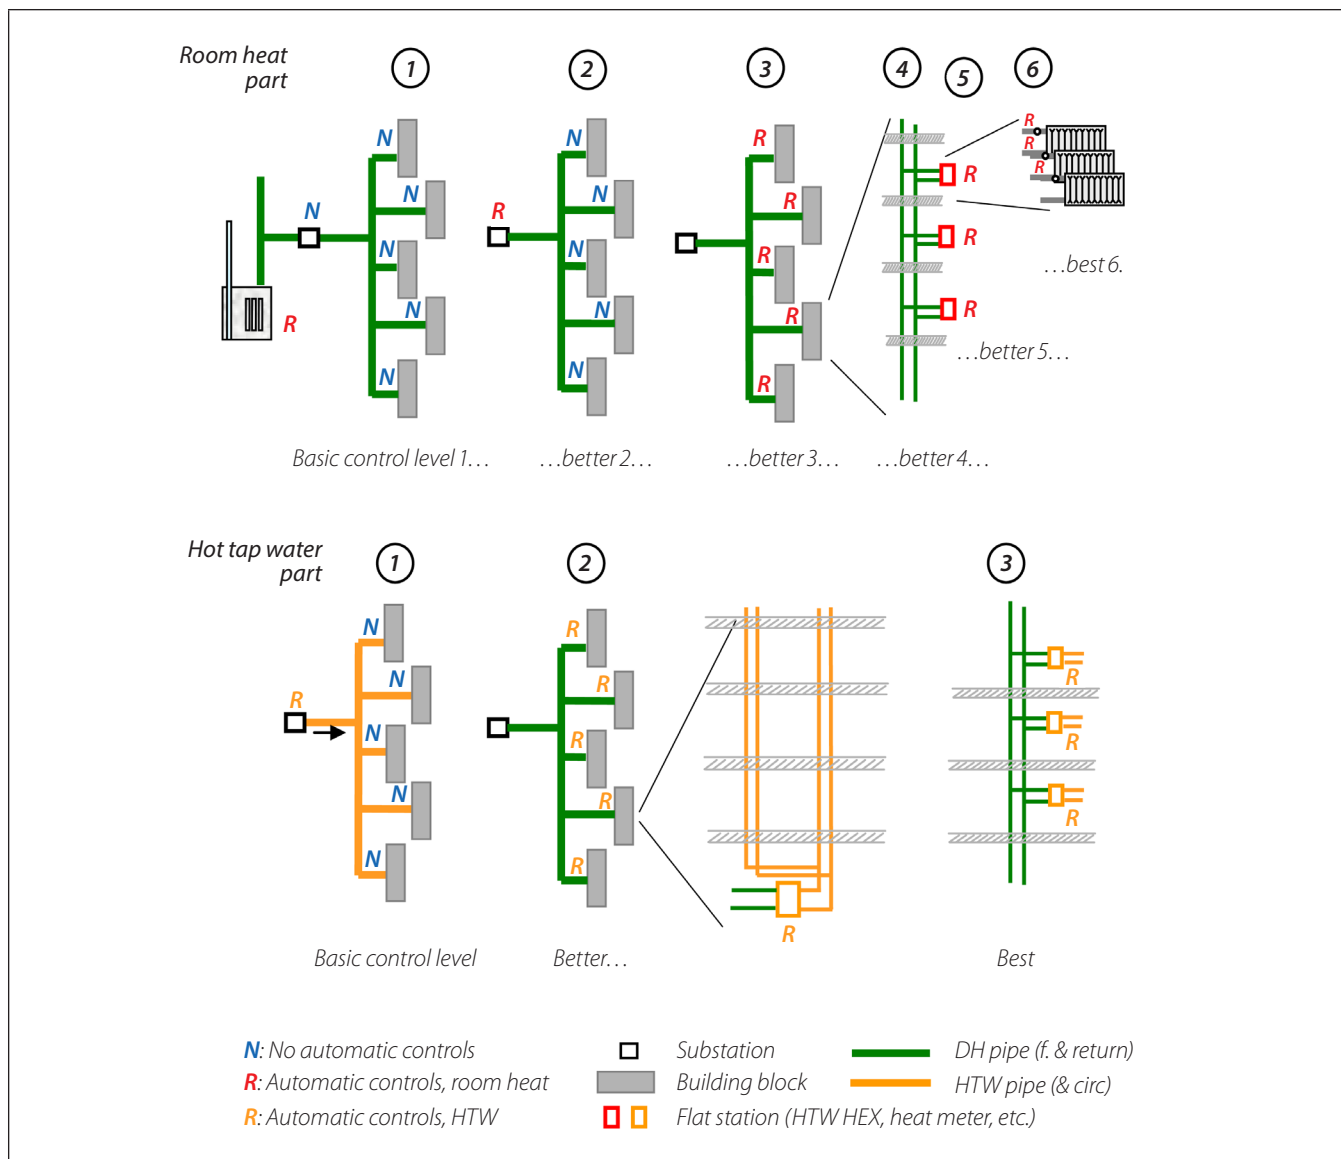 Room heat
part
1
2
3
4
5
6
N
N
N
N
N
N
R
N
N
N
N
N
R
R
R
R
R
R
R
R
R
R
R
R
…best 6.
…better 5…
Basic control level 1…
…better 2…
…better 3…
…better 4…
Hot tap water
part
1
2
3
N
N
N
N
N
R
R
R
R
R
R
R
R
R
R
Basic control level
Better…
Best
N: No automatic controls
R: Automatic controls, room heat
R: Automatic controls, HTW
Substation
Building block
Flat station (HTW HEX, heat meter, etc.)
DH pipe (f. & return)
HTW pipe (& circ)